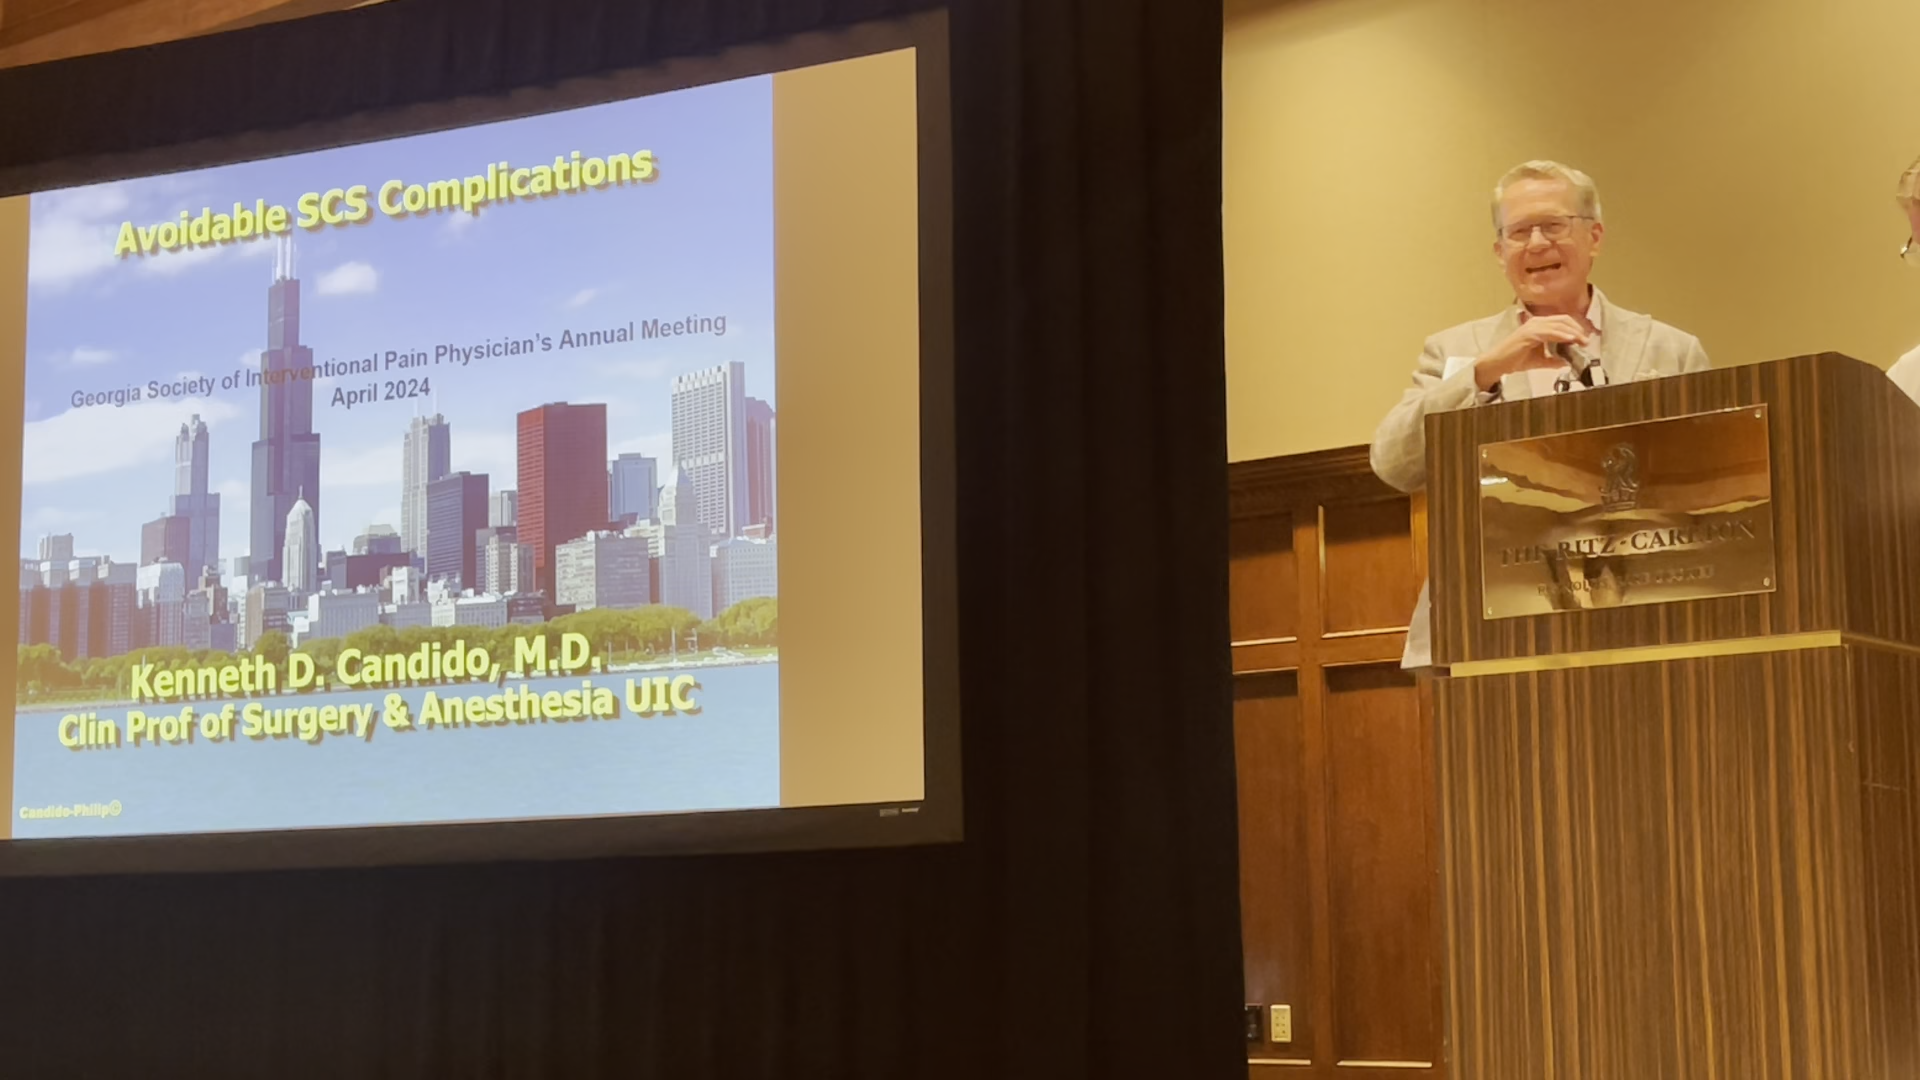 Avoidable SCS Complications
Georgia Society of Interventional Pain Physician's Annual Meeting
April 2024
Kenneth D. Candido, M.D.
Clin Prof of Surgery & Anesthesia UIC
Candido-Philip©
THE RITZ-CARLTON